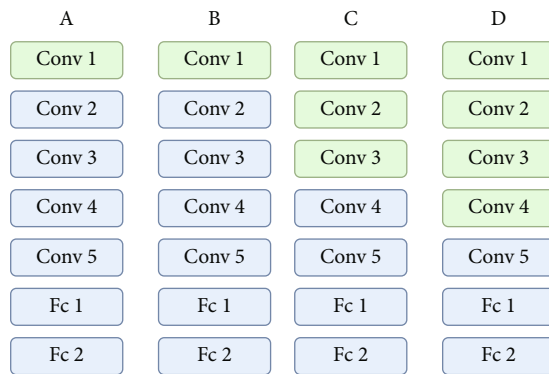 A B C D
Conv 1 Conv 1 Conv 1 Conv 1
Conv 2 Conv 2 Conv 2 Conv 2
Conv 3 Conv 3 Conv 3 Conv 3
Conv 4 Conv 4 Conv 4 Conv 4
Conv 5 Conv 5 Conv 5 Conv 5
Fc 1 Fc 1 Fc 1 Fc 1
Fc 2 Fc 2 Fc 2 Fc 2